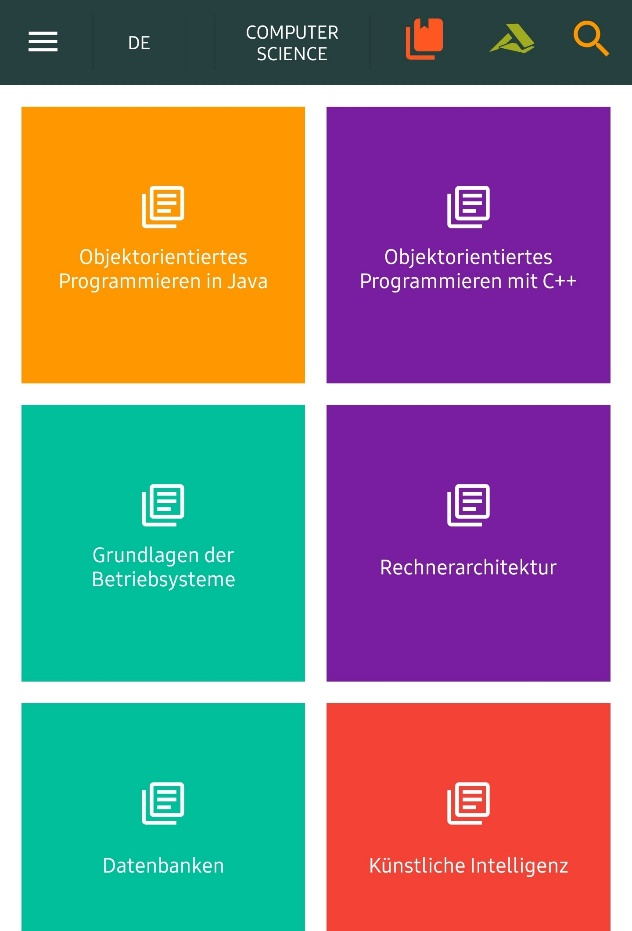 DE
COMPUTER
SCIENCE
Objektorientiertes
Programmieren in Java
Objektorientiertes
Programmieren mit C++
Grundlagen der
Betriebsysteme
Rechnerarchitektur
Datenbanken
Künstliche Intelligenz